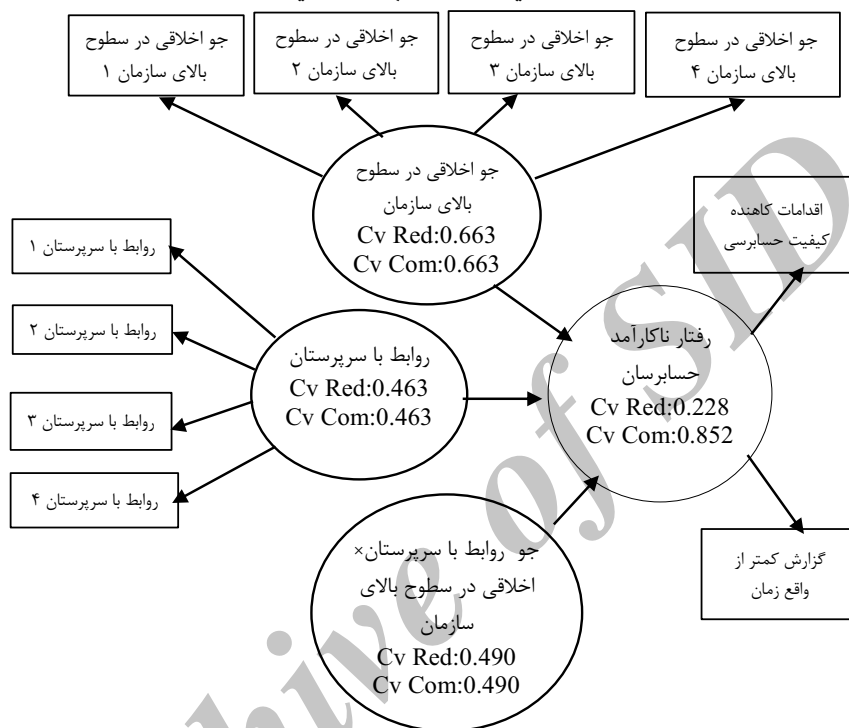 جو اخلاقی در سطوح
بالای سازمان ۴
جو اخلاقی در سطوح
بالای سازمان ۳
جو اخلاقی در سطوح
بالای سازمان ۲
جو اخلاقی در سطوح
بالای سازمان ۱
جو اخلاقی در سطوح
بالای سازمان
Cv Red:0.663
Cv Com:0.663
اقدامات کاهنده
کیفیت حسابرسی
روابط با سرپرستان ۱
روابط با سرپرستان ۲
روابط با سرپرستان ۳
روابط با سرپرستان ۴
روابط با سرپرستان
Cv Red:0.463
Cv Com:0.463
رفتار ناکارآمد
حسابرسان
Cv Red:0.228
Cv Com:0.852
گزارش کمتر از
واقع زمان
جو روابط با سرپرستان×
اخلاقی در سطوح بالای
سازمان
Cv Red:0.490
Cv Com:0.490
hive of SID